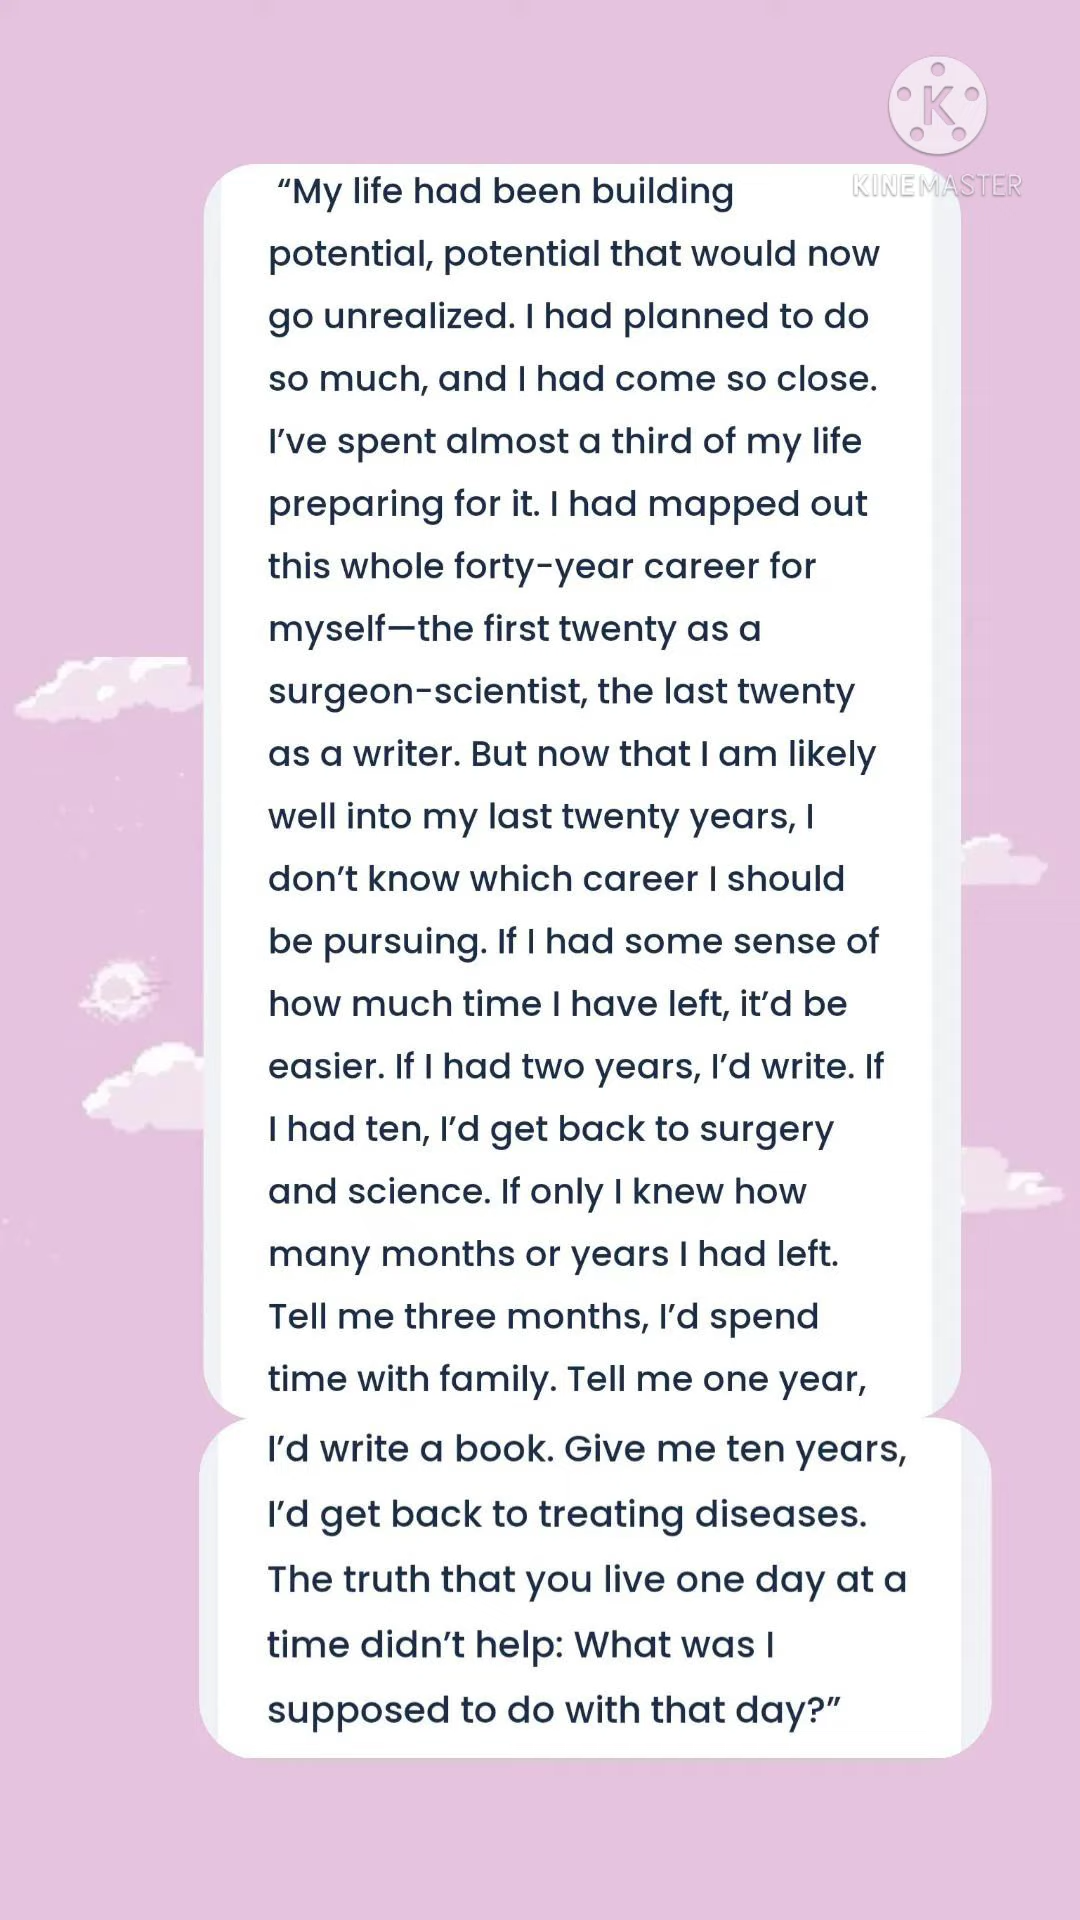 KINEMASTER
“My life had been building
potential, potential that would now
go unrealized. I had planned to do
so much, and I had come so close.
I’ve spent almost a third of my life
preparing for it. I had mapped out
this whole forty-year career for
myself—the first twenty as a
surgeon-scientist, the last twenty
as a writer. But now that I am likely
well into my last twenty years, I
don’t know which career I should
be pursuing. If I had some sense of
how much time I have left, it’d be
easier. If I had two years, I’d write. If
I had ten, I’d get back to surgery
and science. If only I knew how
many months or years I had left.
Tell me three months, I’d spend
time with family. Tell me one year,
I’d write a book. Give me ten years,
I’d get back to treating diseases.
The truth that you live one day at a
time didn’t help: What was I
supposed to do with that day?”